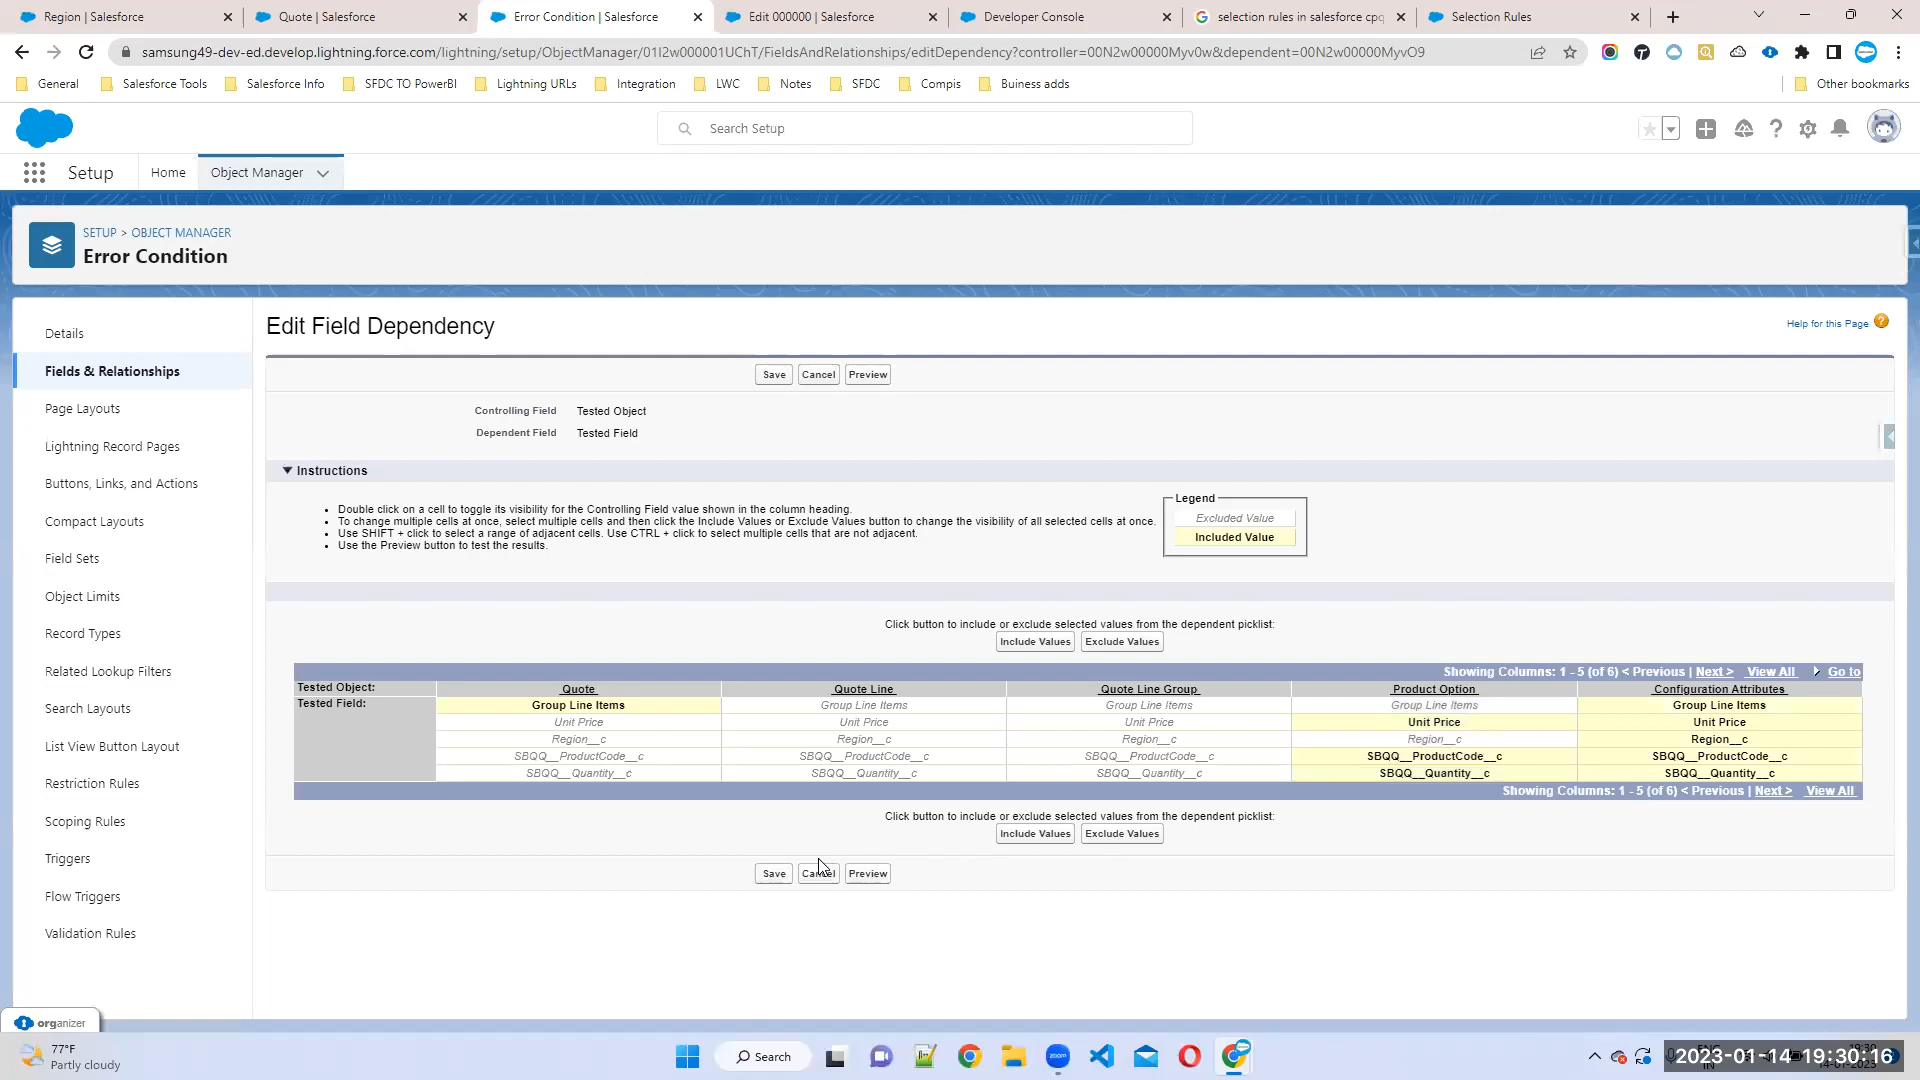 Region | Salesforce
Quote | Salesforce
Error Condition | Salesforce
Edit 000000 | Salesforce
Developer Console
selection rules in salesforce cpq
Selection Rules
samsung49-dev-ed.develop.lightning.force.com/lightning/setup/ObjectManager/01I2w000001UChT/FieldsAndRelationships/editDependency?controller=00N2w00000Myv0w&dependent=00N2w00000MyvO9
General
Salesforce Tools
Salesforce Info
SFDC TO PowerBI
Lightning URLs
Integration
LWC
Notes
SFDC
Compis
Buiness adds
Other bookmarks
Search Setup
Setup
Home
Object Manager
SETUP > OBJECT MANAGER
Error Condition
Details
Fields & Relationships
Page Layouts
Lightning Record Pages
Buttons, Links, and Actions
Compact Layouts
Field Sets
Object Limits
Record Types
Related Lookup Filters
Search Layouts
List View Button Layout
Restriction Rules
Scoping Rules
Triggers
Flow Triggers
Validation Rules
Edit Field Dependency
Help for this Page
Save Cancel Preview
Controlling Field Tested Object
Dependent Field Tested Field
Instructions
• Double click on a cell to toggle its visibility for the Controlling Field value shown in the column heading.
• To change multiple cells at once, select multiple cells and then click the Include Values or Exclude Values button to change the visibility of all selected cells at once.
• Use SHIFT + click to select a range of adjacent cells. Use CTRL + click to select multiple cells that are not adjacent.
• Use the Preview button to test the results.
Legend
Excluded Value
Included Value
Click button to include or exclude selected values from the dependent picklist:
Include Values Exclude Values
Showing Columns: 1 - 5 (of 6) < Previous | Next > View All Go to
Tested Object: Quote Quote Line Quote Line Group Product Option Configuration Attributes
Tested Field: Group Line Items Group Line Items Group Line Items Group Line Items Group Line Items
Unit Price Unit Price Unit Price Unit Price Unit Price
Region__c Region__c Region__c Region__c Region__c
SBQQ__ProductCode__c SBQQ__ProductCode__c SBQQ__ProductCode__c SBQQ__ProductCode__c SBQQ__ProductCode__c
SBQQ__Quantity__c SBQQ__Quantity__c SBQQ__Quantity__c SBQQ__Quantity__c SBQQ__Quantity__c
Showing Columns: 1 - 5 (of 6) < Previous | Next > View All
Click button to include or exclude selected values from the dependent picklist:
Include Values Exclude Values
Save Cancel Preview
organizer
77°F
Partly cloudy
Search
zoom
2023-01-14-19:30:16